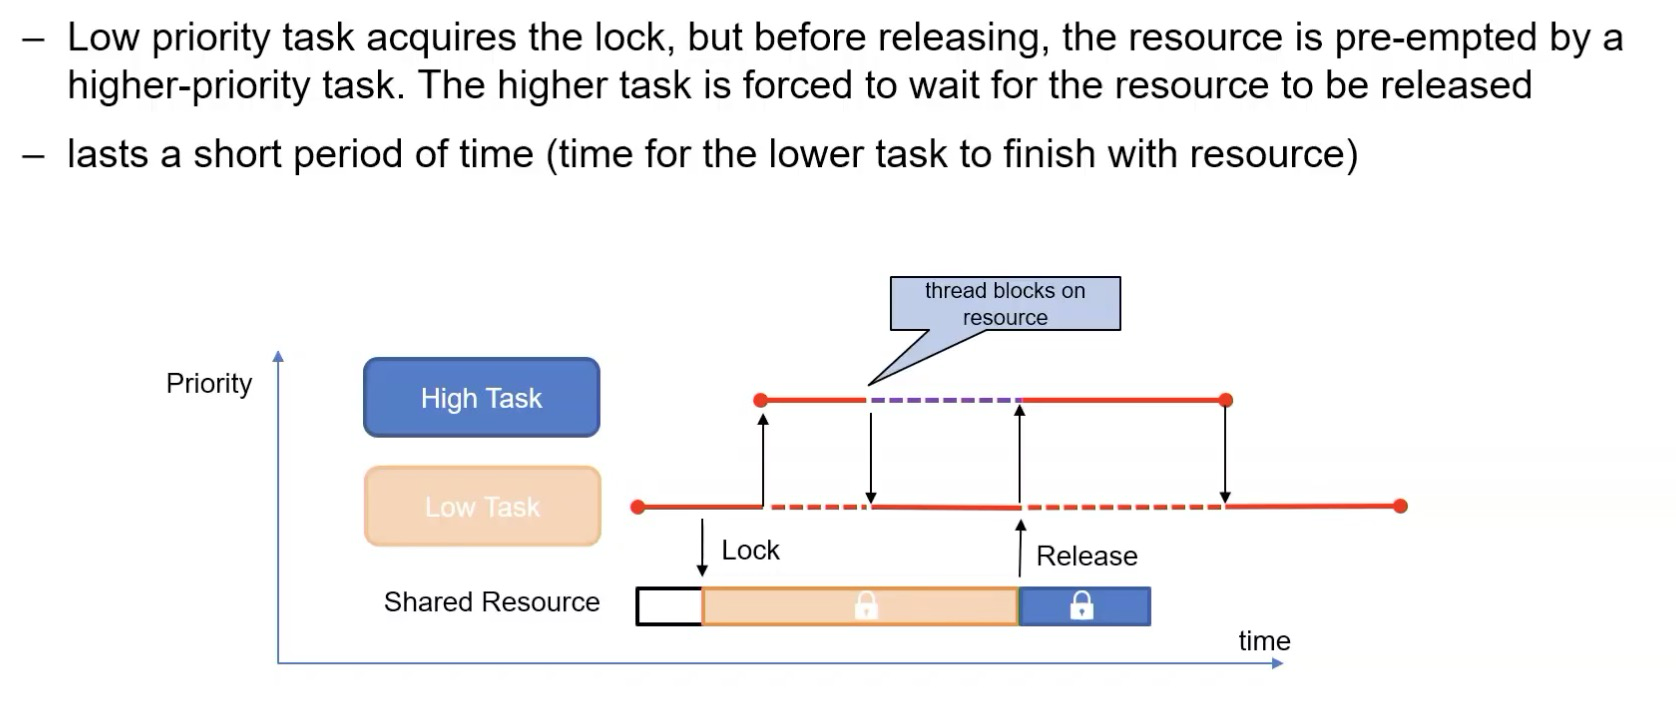 – Low priority task acquires the lock, but before releasing, the resource is pre-empted by a
higher-priority task. The higher task is forced to wait for the resource to be released
– lasts a short period of time (time for the lower task to finish with resource)
thread blocks on
resource
Priority
High Task
Low Task
Lock
Release
Shared Resource
time